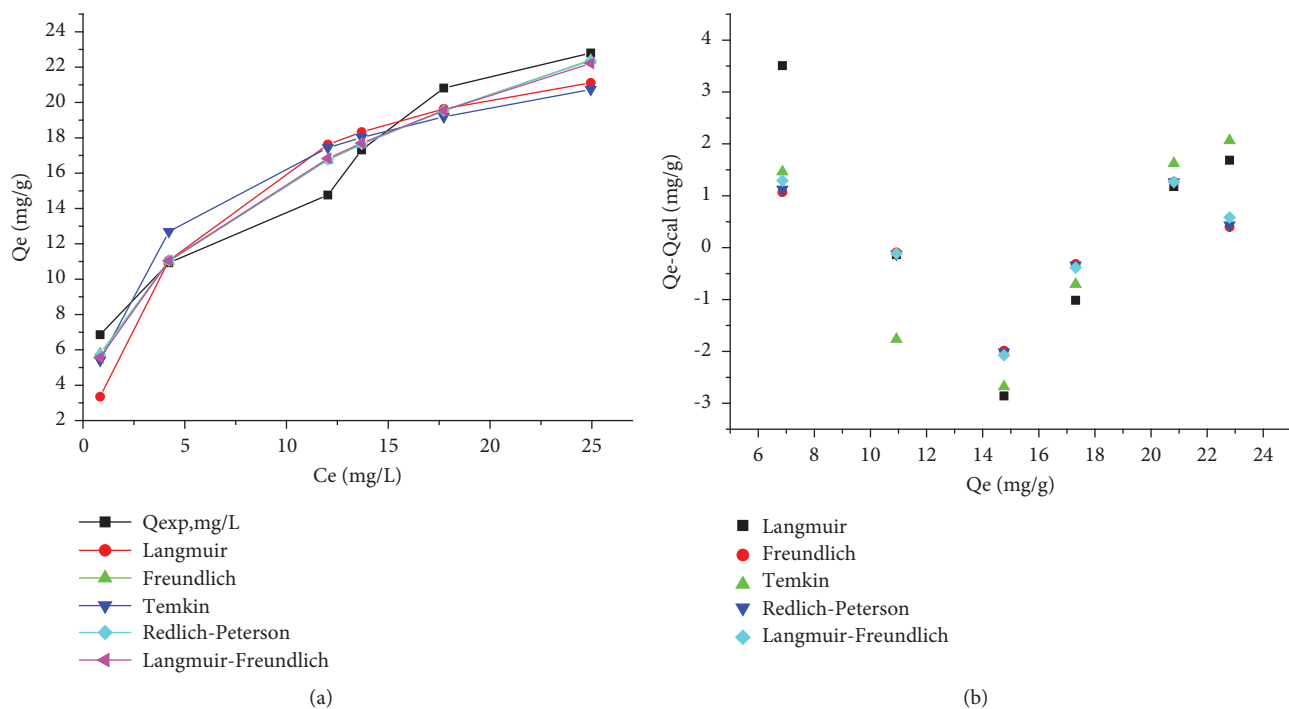 24
22
20
18
16
14
12
10
8
6
4
2
Qe (mg/g)
0
5
10
15
20
25
Ce (mg/L)
Qexp,mg/L
Langmuir
Freundlich
Temkin
Redlich-Peterson
Langmuir-Freundlich
(a)
4
3
2
1
0
-1
-2
-3
Qe-Qcal (mg/g)
6
8
10
12
14
16
18
20
22
24
Qe (mg/g)
Langmuir
Freundlich
Temkin
Redlich-Peterson
Langmuir-Freundlich
(b)